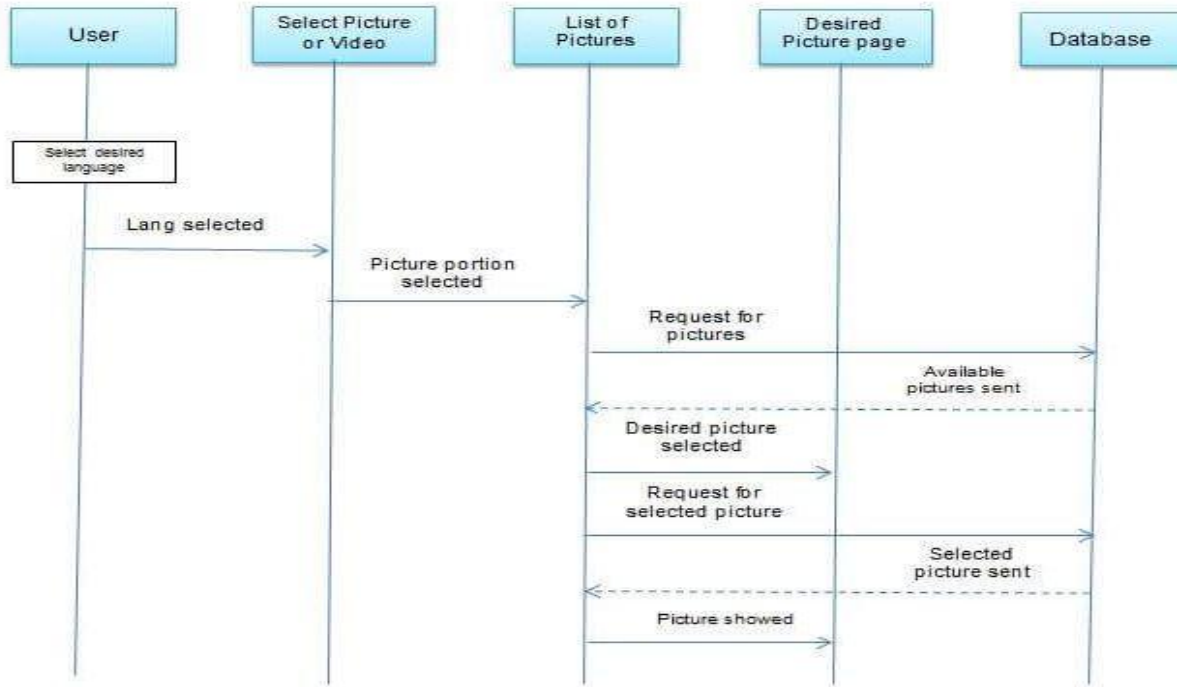 User
Select Picture
or Video
List of
Pictures
Desired
Picture page
Database
Select desired
language
Lang selected
Picture portion
selected
Request for
pictures
Available
pictures sent
Desired picture
selected
Request for
selected picture
Selected
picture sent
Picture showed